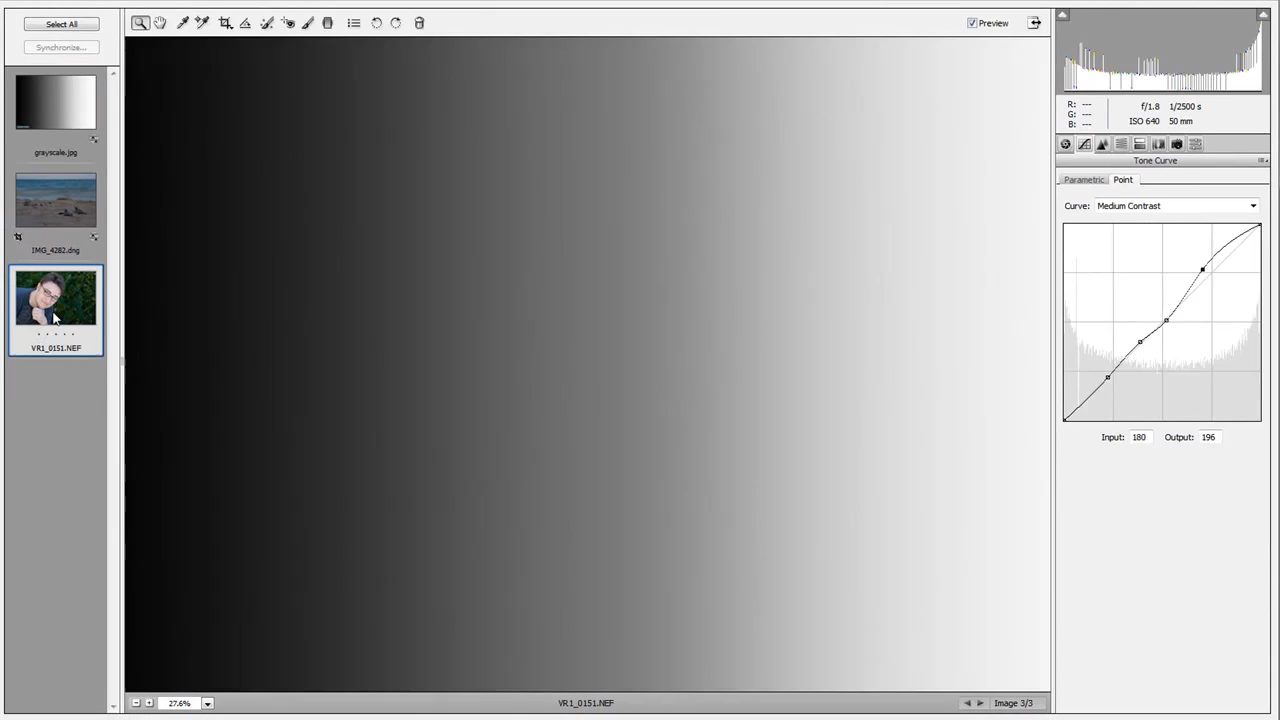 Select All
Synchronize...
Preview
grayscale.jpg
IMG_4282.dng
VR1_0151.NEF
R: ---
G: ---
B: ---
f/1.8 1/2500 s
ISO 640 50 mm
Tone Curve
Parametric Point
Curve: Medium Contrast
Input: 180 Output: 196
27.6%
VR1_0151.NEF
Image 3/3